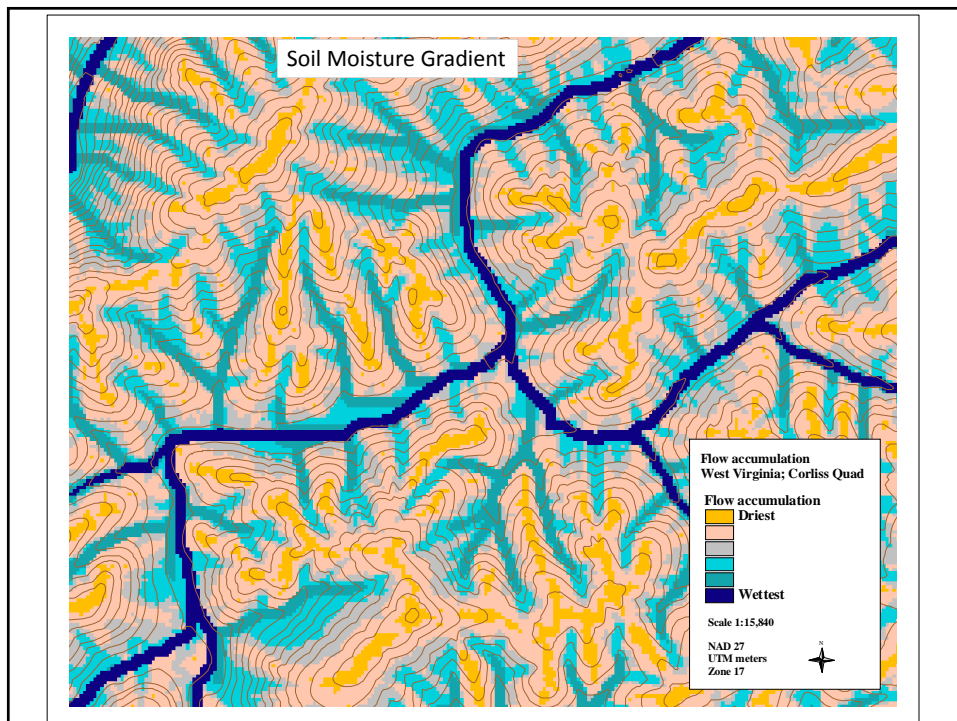 Soil Moisture Gradient
Flow accumulation
West Virginia; Corliss Quad
Flow accumulation
Driest
Wettest
Scale 1:15,840
NAD 27
UTM meters
Zone 17
N